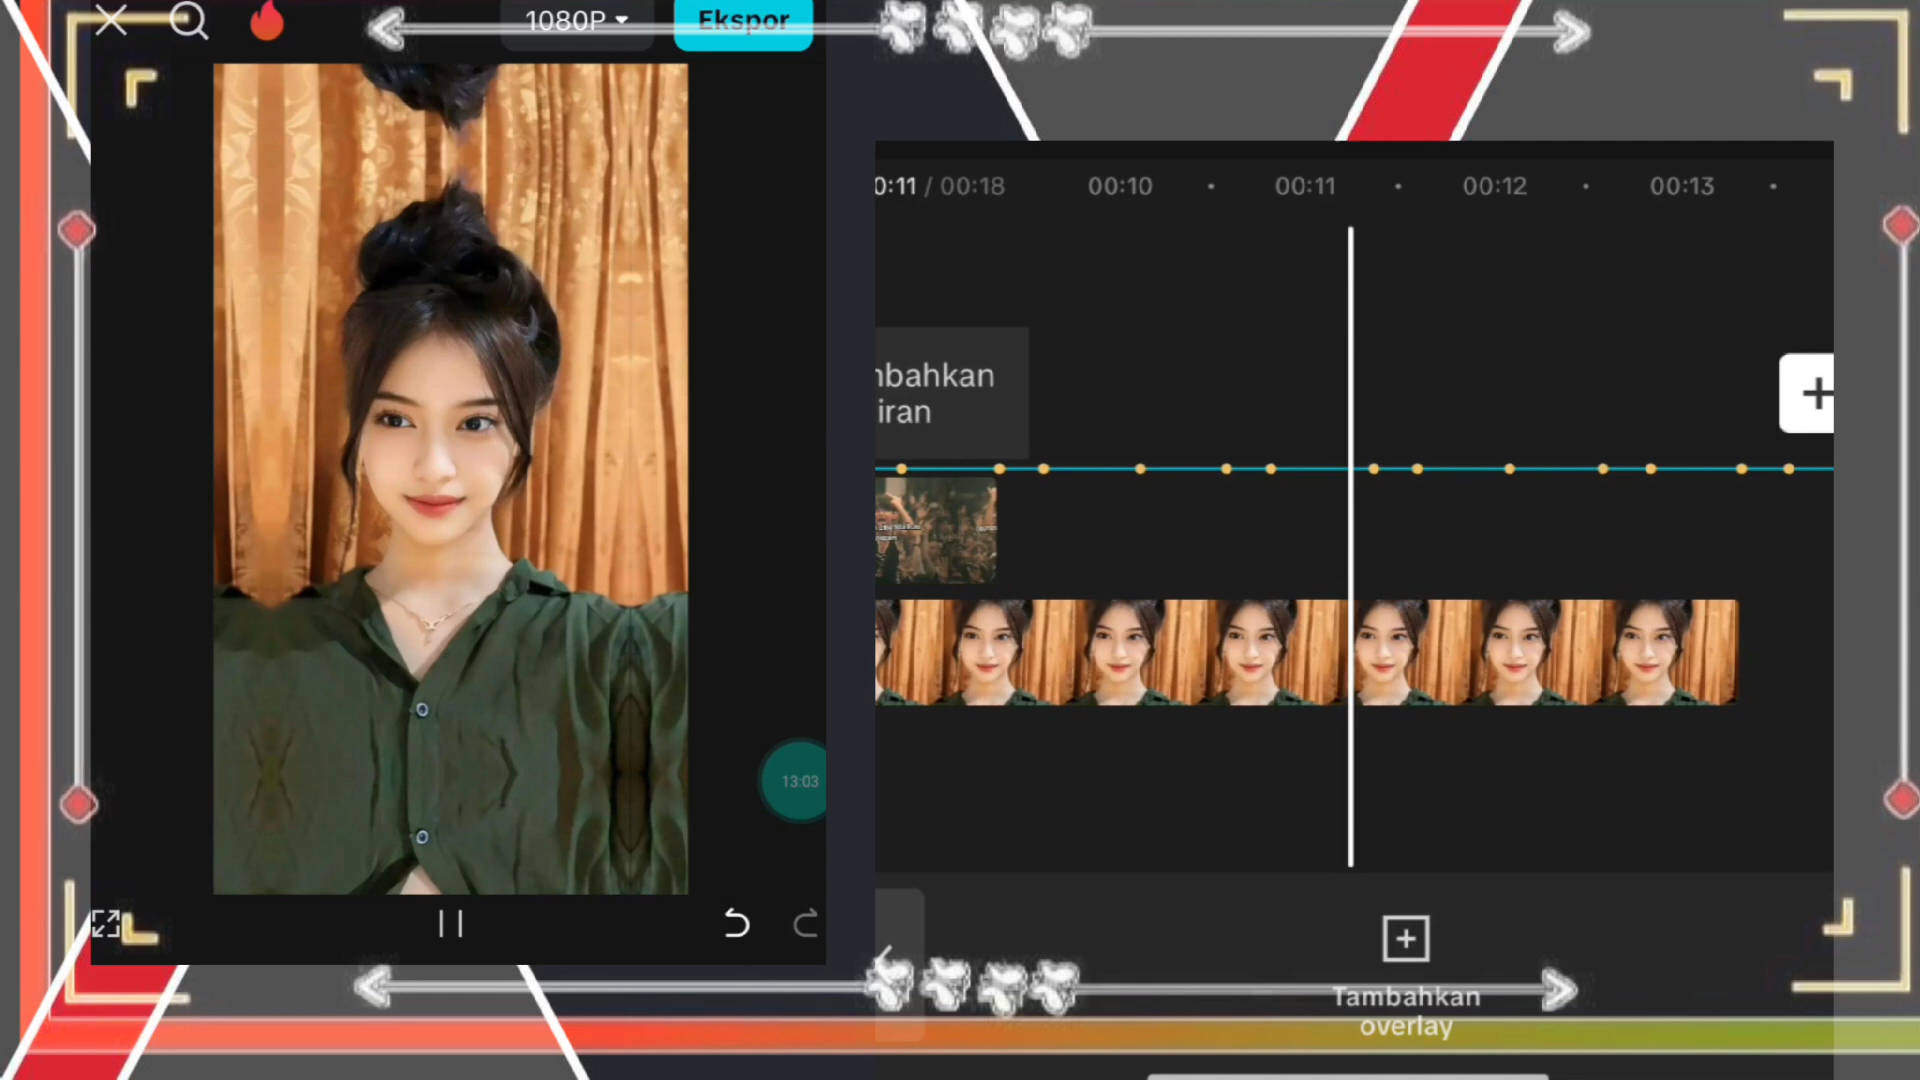 1080P
Ekspor
13:03
0:11 / 00:18
00:10
00:11
00:12
00:13
mbahkan
iran
Tambahkan
overlay